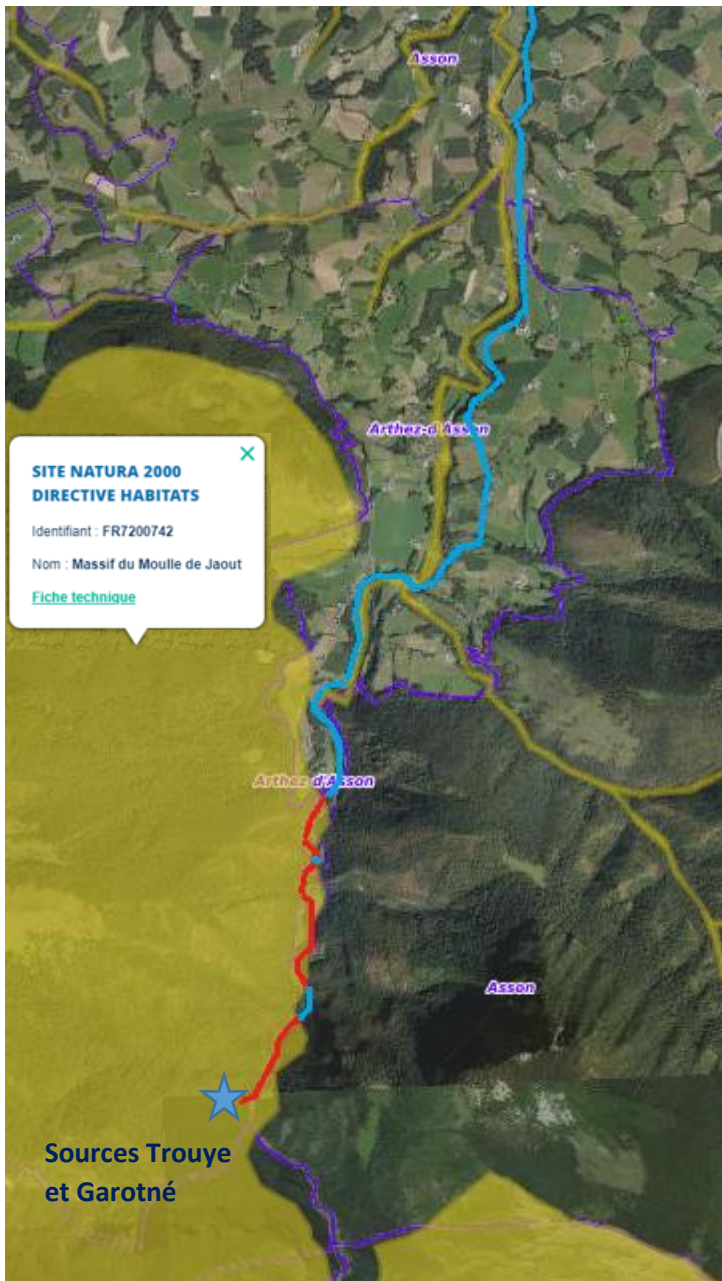 Asson
Arthez-d'Asson
SITE NATURA 2000
DIRECTIVE HABITATS
Identifiant : FR7200742
Nom : Massif du Moulle de Jaout
Fiche technique
Arthez d'Asson
Asson
Sources Trouye
et Garotné